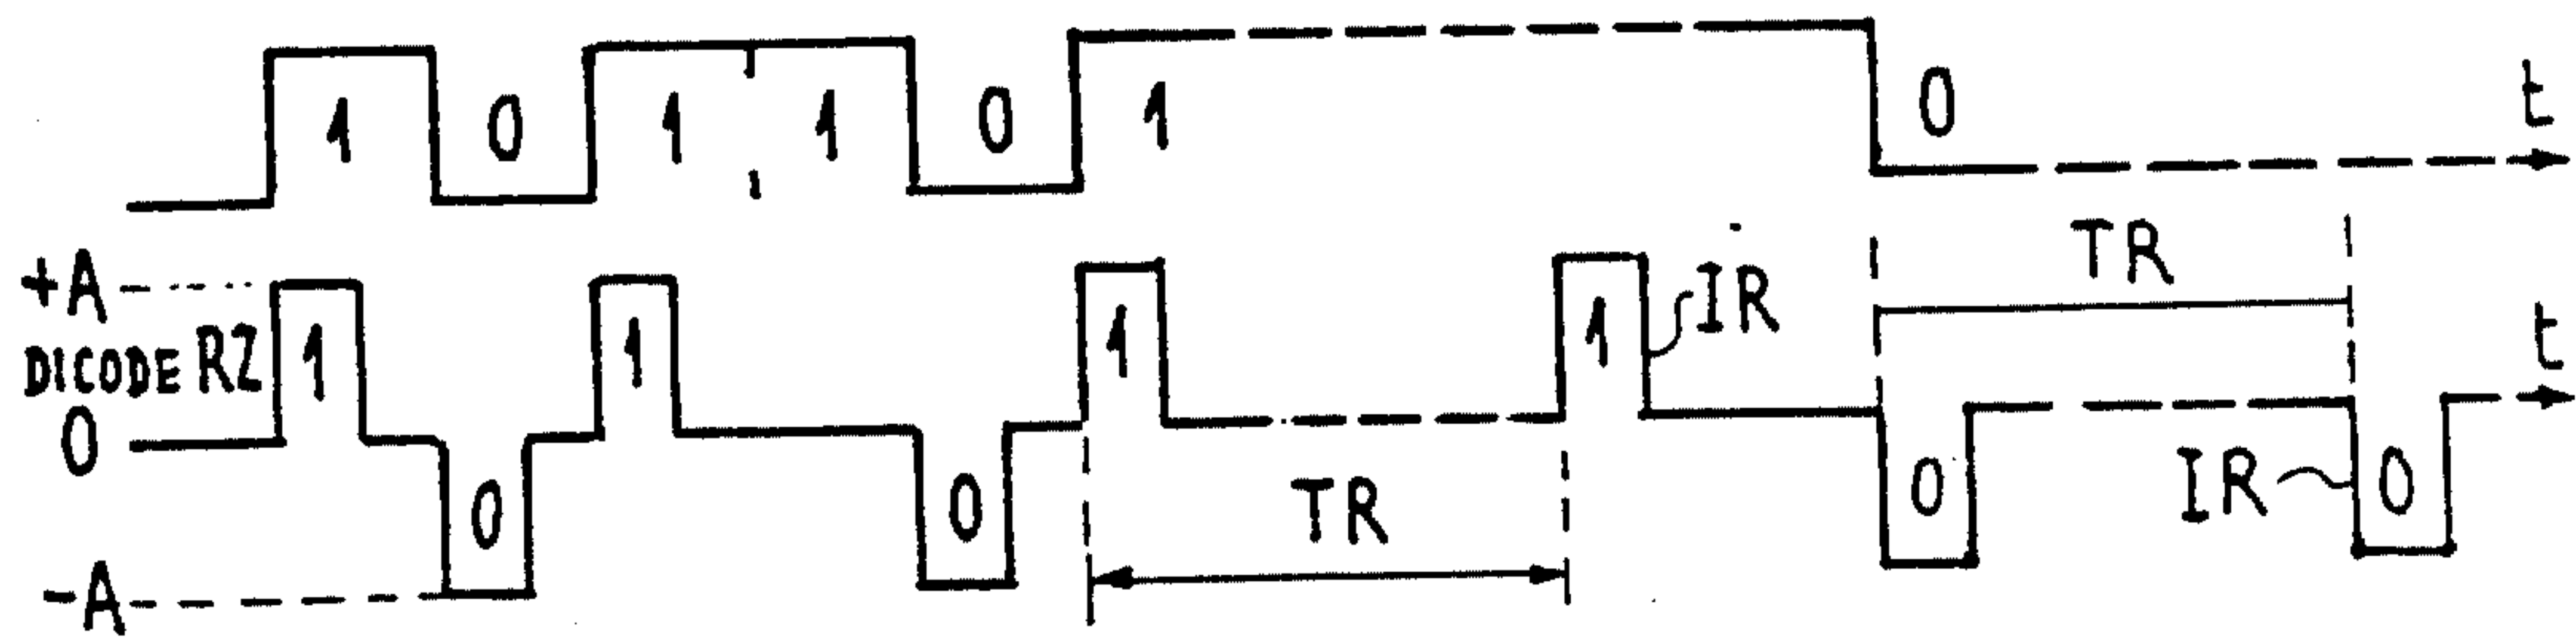 1 0 1 1 0 1 0 t
TR
+A 1 1 1 1 IR t
DICODE RZ
0 0 0 TR 0 IR 0
-A